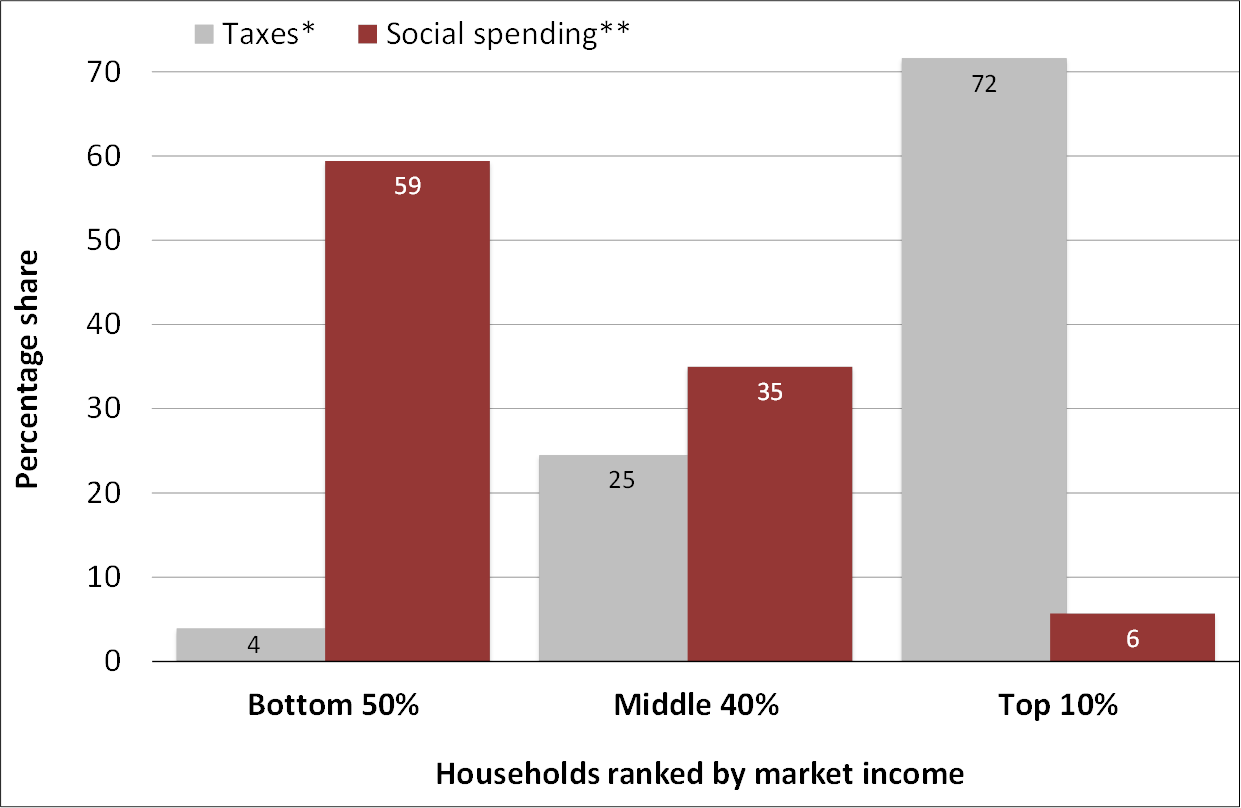 Taxes* Social spending**
70
60
50
40
30
20
10
0
Percentage share
4 59 25 35 72 6
Bottom 50% Middle 40% Top 10%
Households ranked by market income